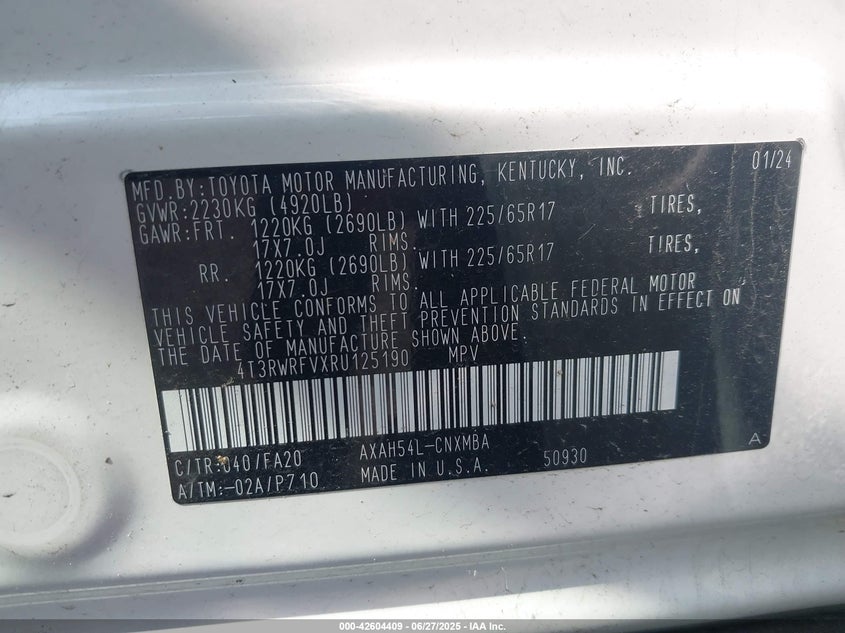 MFD.BY:TOYOTA MOTOR MANUFACTURING, KENTUCKY, INC. 01/24
GVWR:2230KG (4920LB)
GAWR:FRT. 1220KG (2690LB) WITH 225/65R17 TIRES,
17X7.0J RIMS.
RR. 1220KG (2690LB) WITH 225/65R17 TIRES,
17X7.0J RIMS.
THIS VEHICLE CONFORMS TO ALL APPLICABLE FEDERAL MOTOR
VEHICLE SAFETY AND THEFT PREVENTION STANDARDS IN EFFECT ON
THE DATE OF MANUFACTURE SHOWN ABOVE.
4T3RWRFVXRU125190 MPV
C/TR:040/FA20 AXAH54L-CNXMBA A
A/TM:-02A/P710 MADE IN U.S.A. 50930
000-42604409 - 06/27/2025 - IAA Inc.